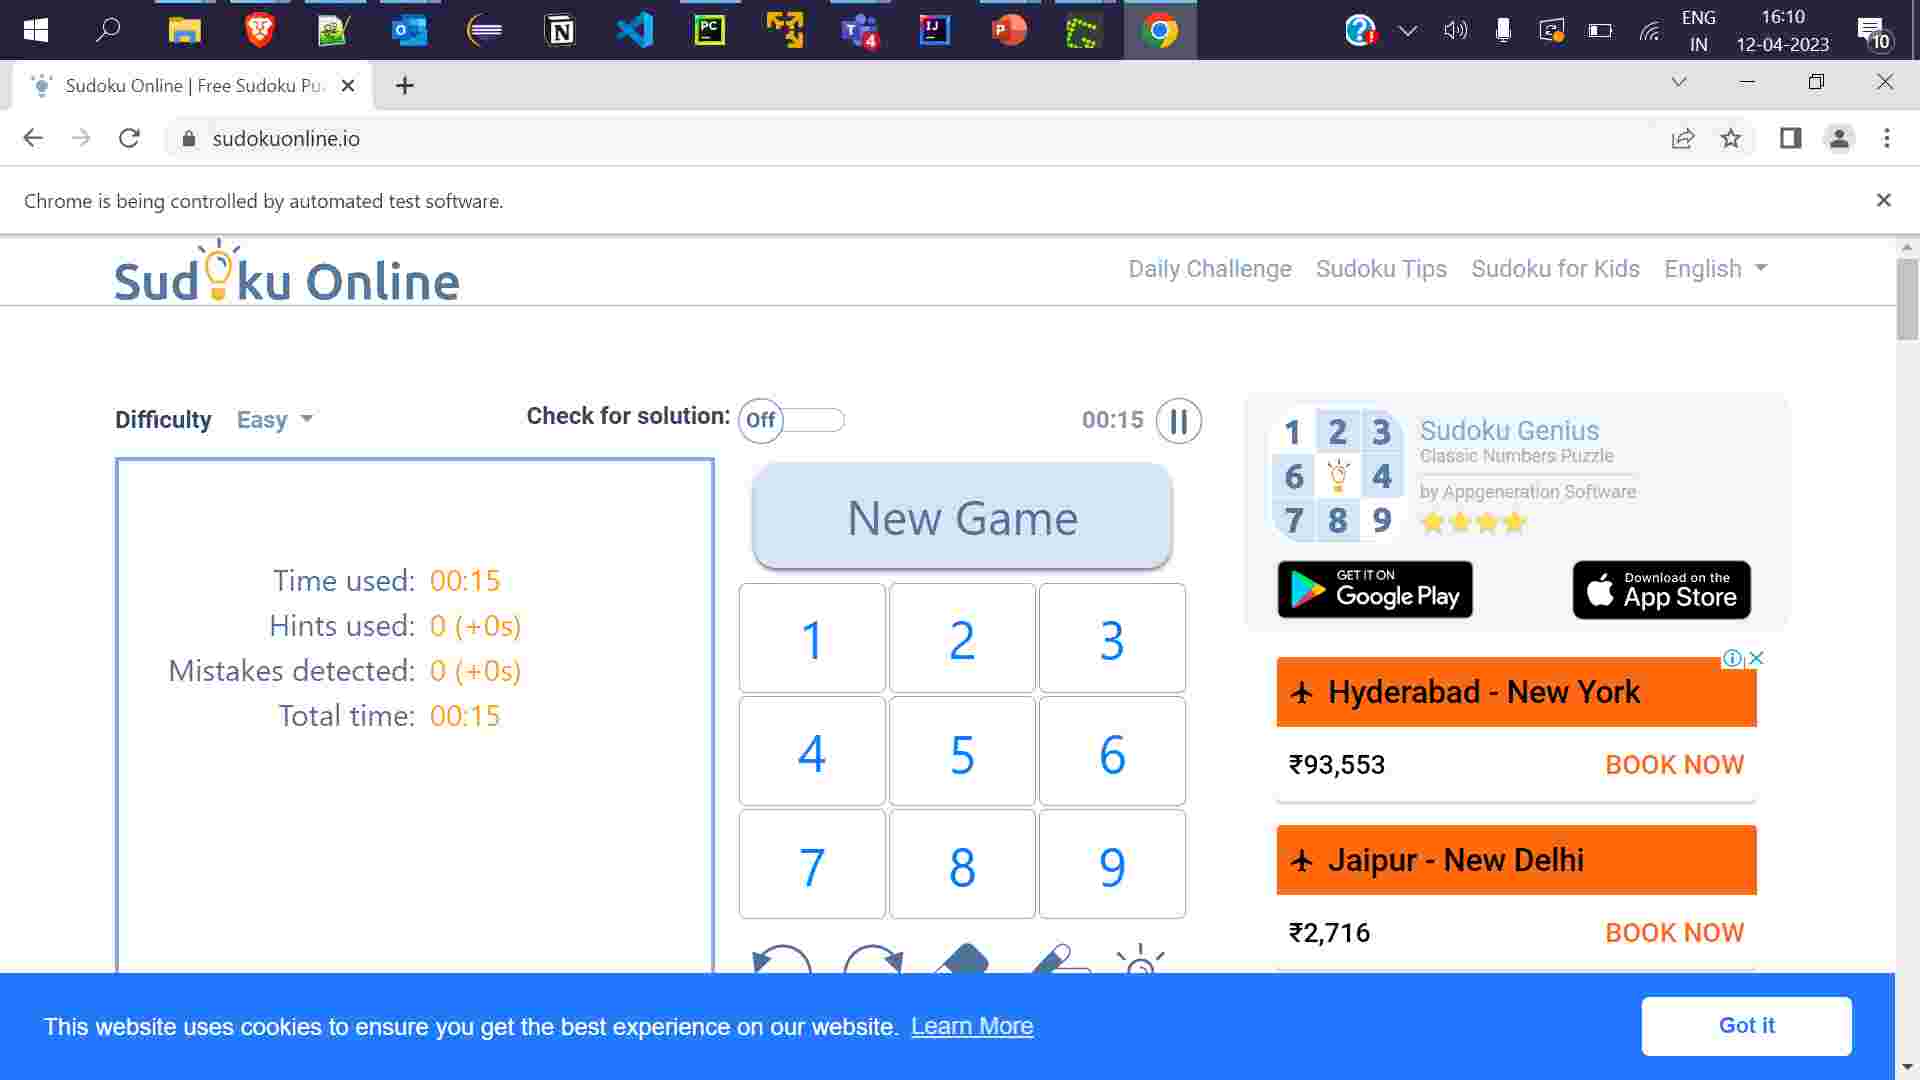 PC
4
IJ
P
ENG
IN
16:10
12-04-2023
10
Sudoku Online | Free Sudoku Pu
sudokuonline.io
Chrome is being controlled by automated test software.
Sudoku Online
Daily Challenge Sudoku Tips Sudoku for Kids English
Difficulty Easy
Check for solution: Off
00:15
1 2 3
6 4
7 8 9
Sudoku Genius
Classic Numbers Puzzle
by Appgeneration Software
GET IT ON
Google Play
Download on the
App Store
Time used: 00:15
Hints used: 0 (+0s)
Mistakes detected: 0 (+0s)
Total time: 00:15
New Game
1 2 3
4 5 6
7 8 9
Hyderabad - New York
₹93,553 BOOK NOW
Jaipur - New Delhi
₹2,716 BOOK NOW
This website uses cookies to ensure you get the best experience on our website. Learn More
Got it